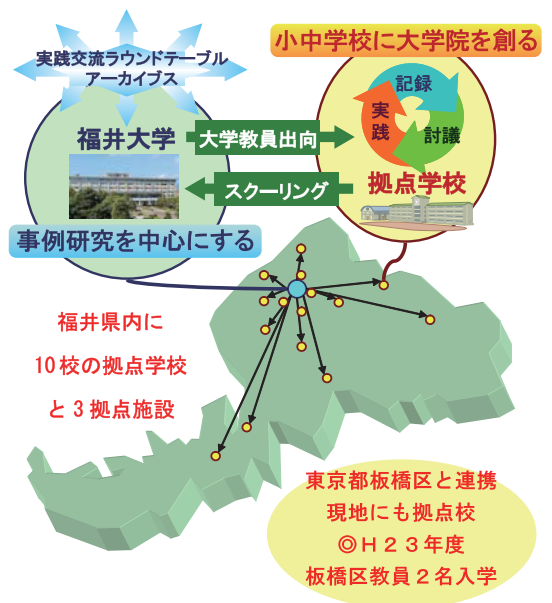 実践交流ラウンドテーブル
アーカイブス
福井大学
事例研究を中心にする
小中学校に大学院を創る
記録
実践
討議
拠点学校
大学教員出向
スクーリング
福井県内に
10校の拠点学校
と3拠点施設
東京都板橋区と連携
現地にも拠点校
◎H23年度
板橋区教員2名入学